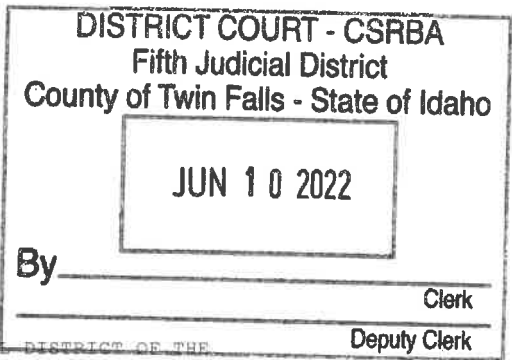 DISTRICT COURT - CSRBA
Fifth Judicial District
County of Twin Falls - State of Idaho
JUN 10 2022
By
Clerk
DISTRICT OF THE
Deputy Clerk